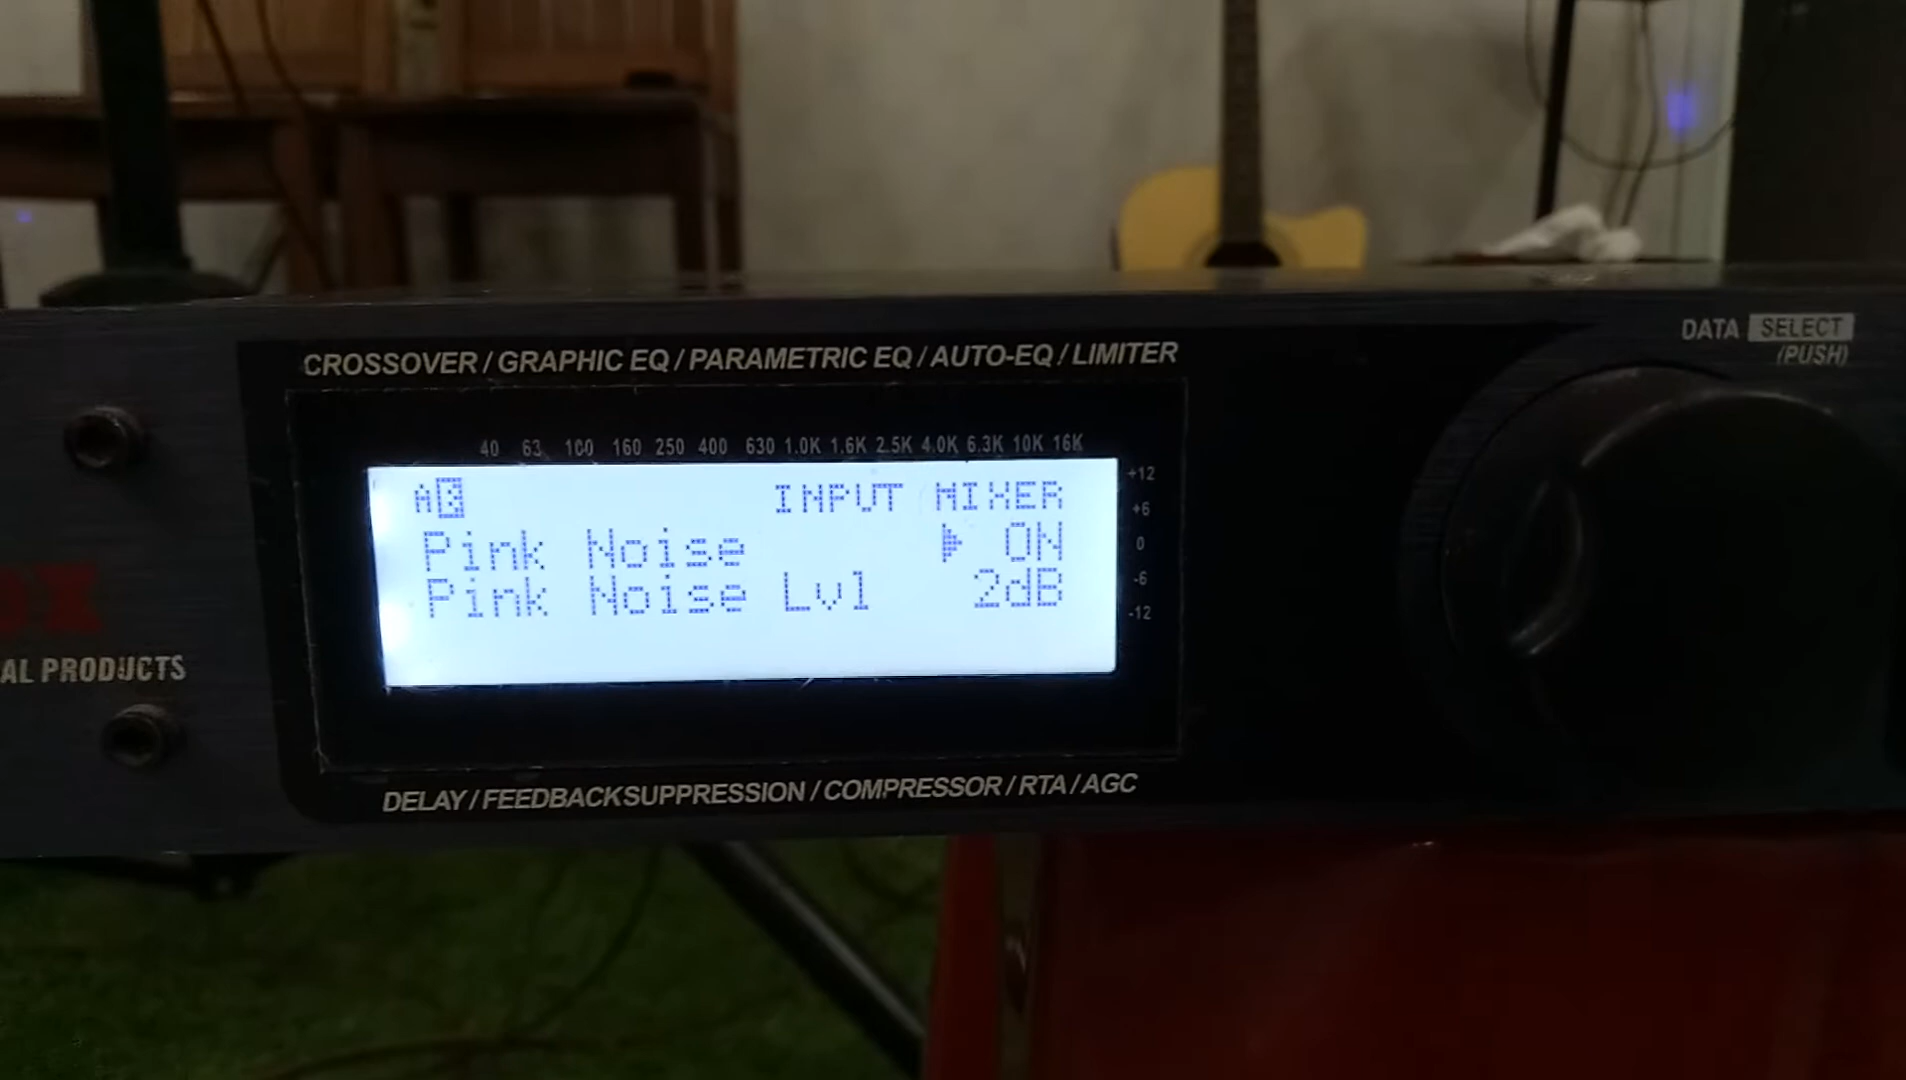 DATA SELECT
(PUSH)
CROSSOVER / GRAPHIC EQ / PARAMETRIC EQ / AUTO-EQ / LIMITER
40 63 100 160 250 400 630 1.0K 1.6K 2.5K 4.0K 6.3K 10K 16K
+12
+6
0
-6
-12
INPUT MIXER
Pink Noise ▶ ON
Pink Noise Lvl 2dB
AL PRODUCTS
DELAY / FEEDBACKSUPPRESSION / COMPRESSOR / RTA / AGC